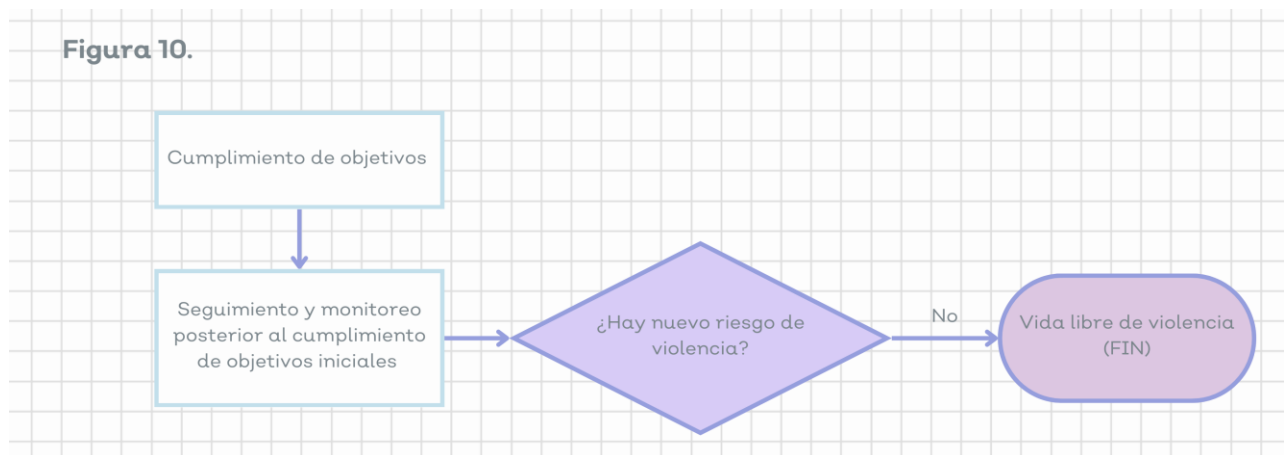 Figura 10.
Cumplimiento de objetivos
Seguimiento y monitoreo
posterior al cumplimiento
de objetivos iniciales
¿Hay nuevo riesgo de
violencia?
No
Vida libre de violencia
(FIN)